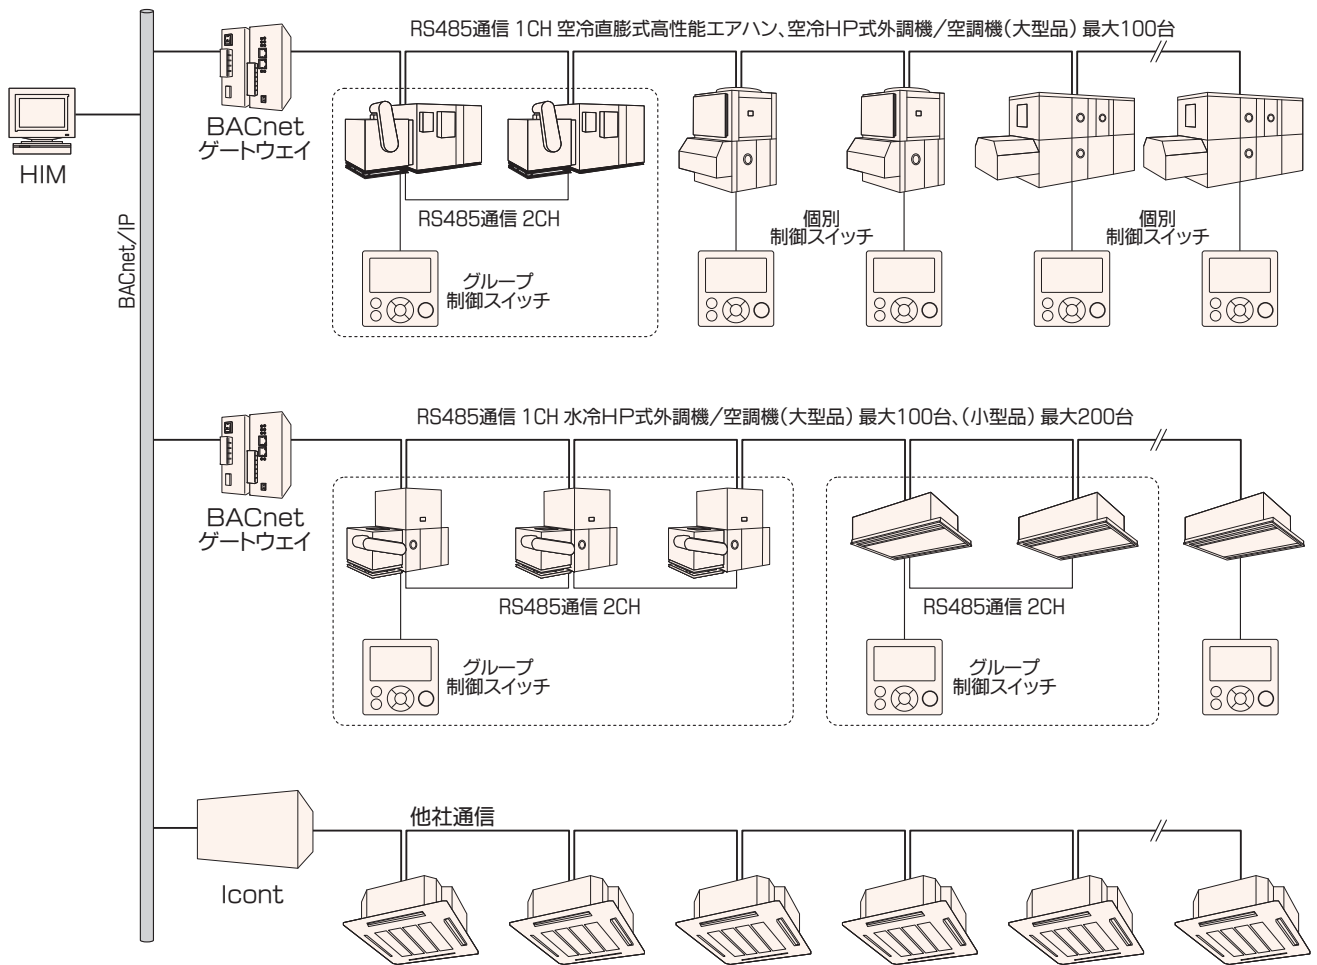 RS485通信 1CH 空冷直膨式高性能エアハン、空冷HP式外調機/空調機(大型品) 最大100台
BACnet
ゲートウェイ
HIM
BACnet/IP
RS485通信 2CH
グループ
制御スイッチ
個別
制御スイッチ
個別
制御スイッチ
RS485通信 1CH 水冷HP式外調機/空調機(大型品) 最大100台、(小型品) 最大200台
BACnet
ゲートウェイ
RS485通信 2CH
グループ
制御スイッチ
RS485通信 2CH
グループ
制御スイッチ
他社通信
Icont